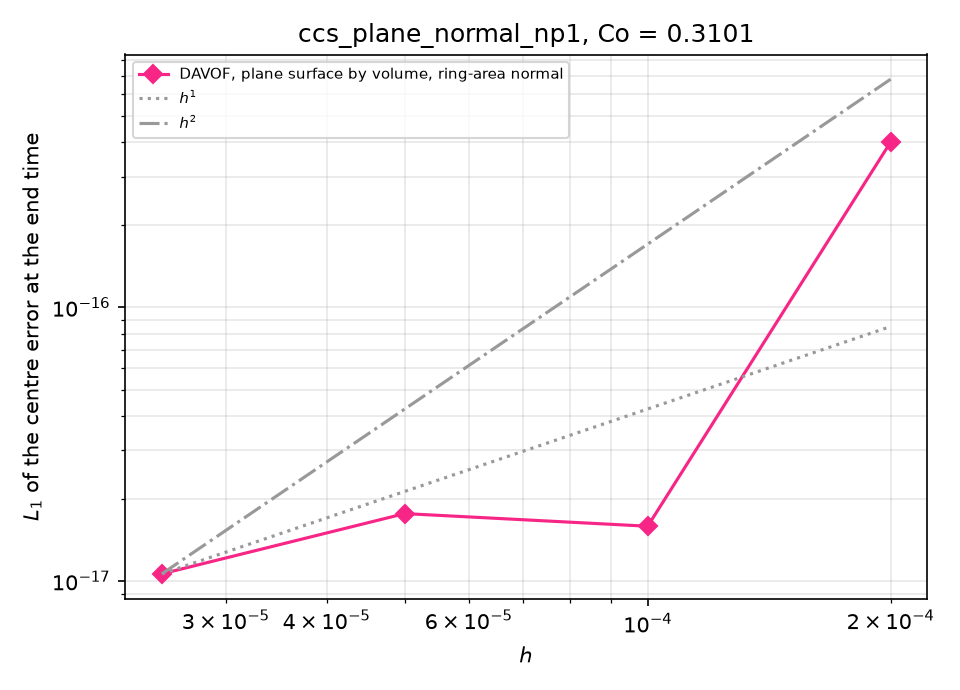 ccs_plane_normal_np1, Co = 0.3101
DAVOF, plane surface by volume, ring-area normal
h¹
h²
L₁ of the centre error at the end time
10⁻¹⁶
10⁻¹⁷
3 × 10⁻⁵ 4 × 10⁻⁵ 6 × 10⁻⁵ 10⁻⁴ 2 × 10⁻⁴
h